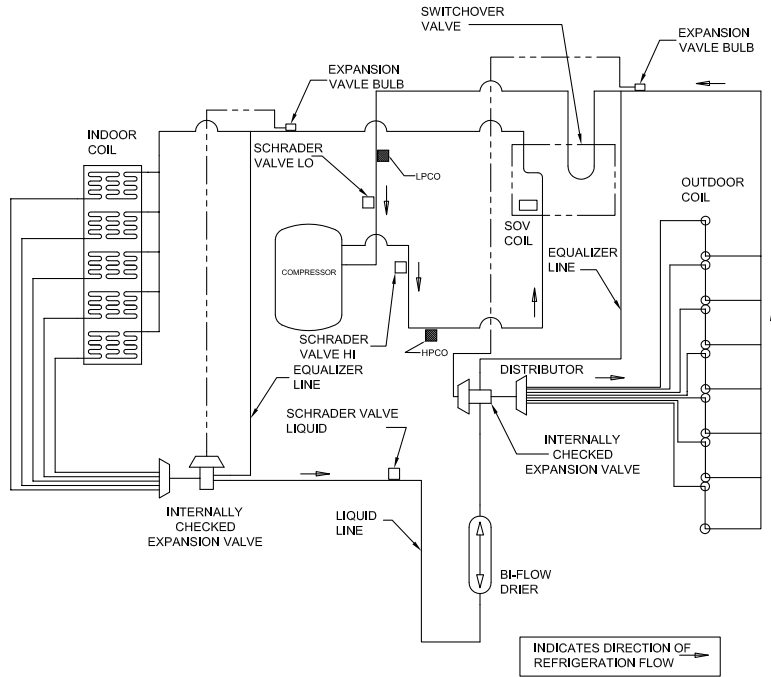 SWITCHOVER
VALVE
EXPANSION
VAVLE BULB
EXPANSION
VAVLE BULB
INDOOR
COIL
SCHRADER
VALVE LO
LPCO
OUTDOOR
COIL
SOV
COIL
EQUALIZER
LINE
COMPRESSOR
SCHRADER
VALVE HI
HPCO
EQUALIZER
LINE
DISTRIBUTOR
SCHRADER VALVE
LIQUID
INTERNALLY
CHECKED
EXPANSION VALVE
INTERNALLY
CHECKED
EXPANSION VALVE
LIQUID
LINE
BI-FLOW
DRIER
INDICATES DIRECTION OF
REFRIGERATION FLOW